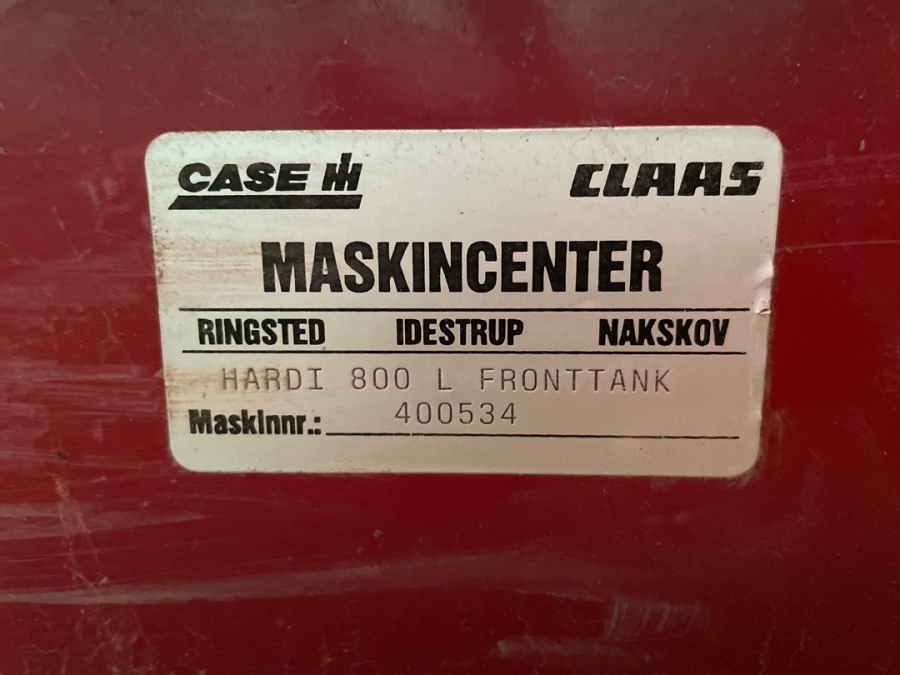 CASE IH CLAAS
MASKINCENTER
RINGSTED IDESTRUP NAKSKOV
HARDI 800 L FRONTTANK
Maskinnr.: 400534